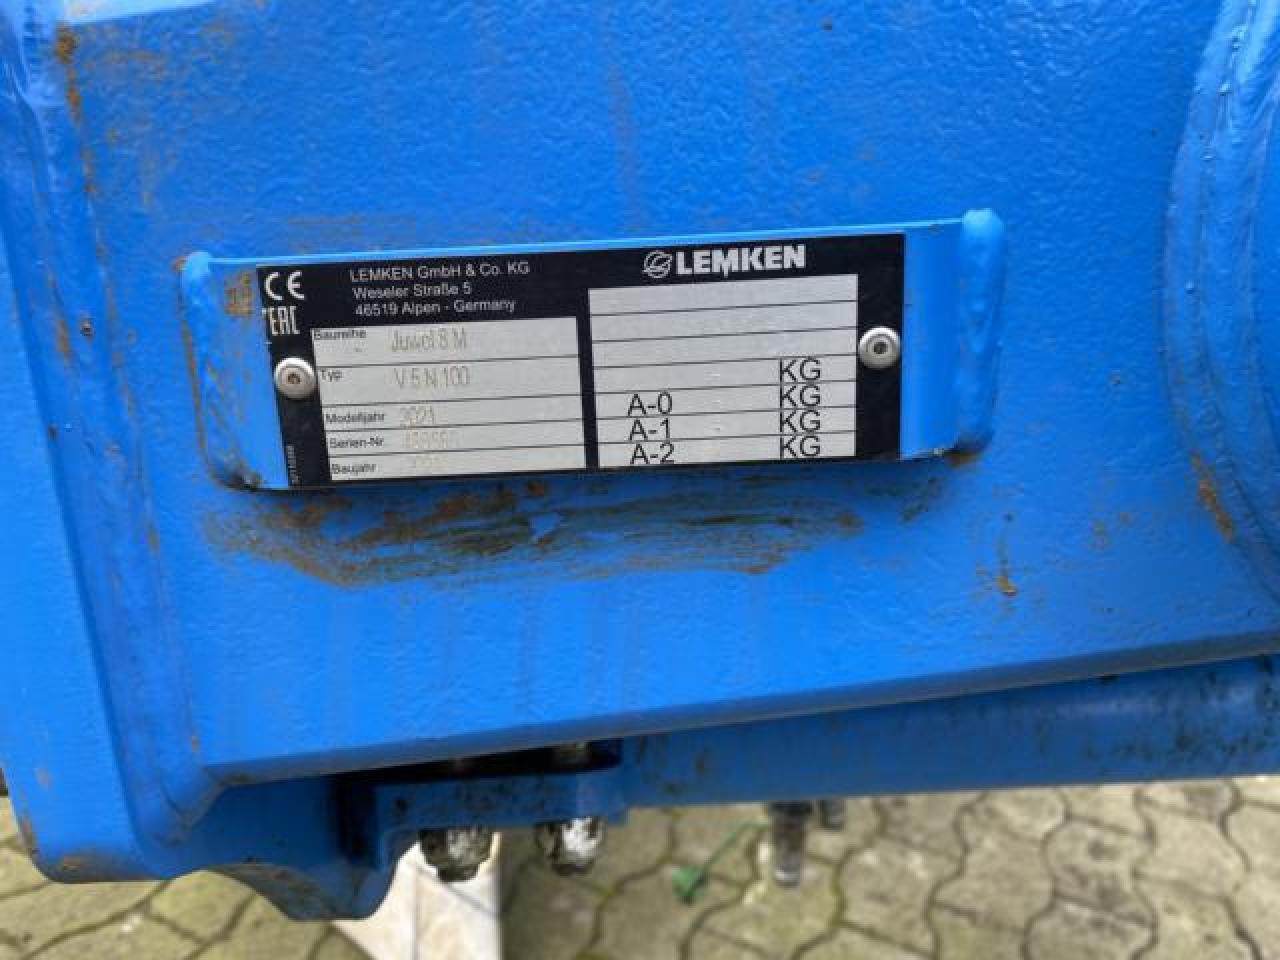 CE
EAC
LEMKEN GmbH & Co. KG
Weseler Straße 5
46519 Alpen - Germany
LEMKEN
Baureihe Juwel 8 M
Typ V 5 N 100
Modelljahr 2021
Serien-Nr.
Baujahr
KG
A-0 KG
A-1 KG
A-2 KG